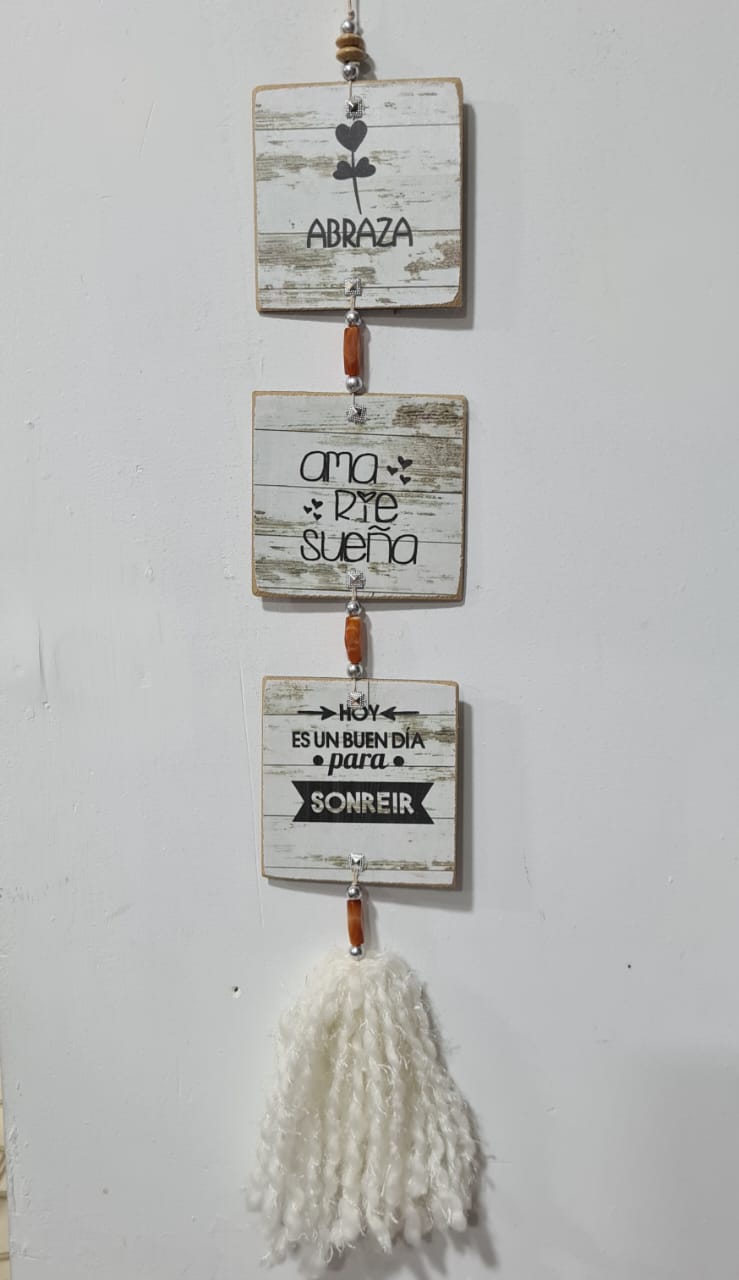 ABRAZA
ama
RíE
sueña
HOY
ES UN BUEN DÍA
para
SONREIR